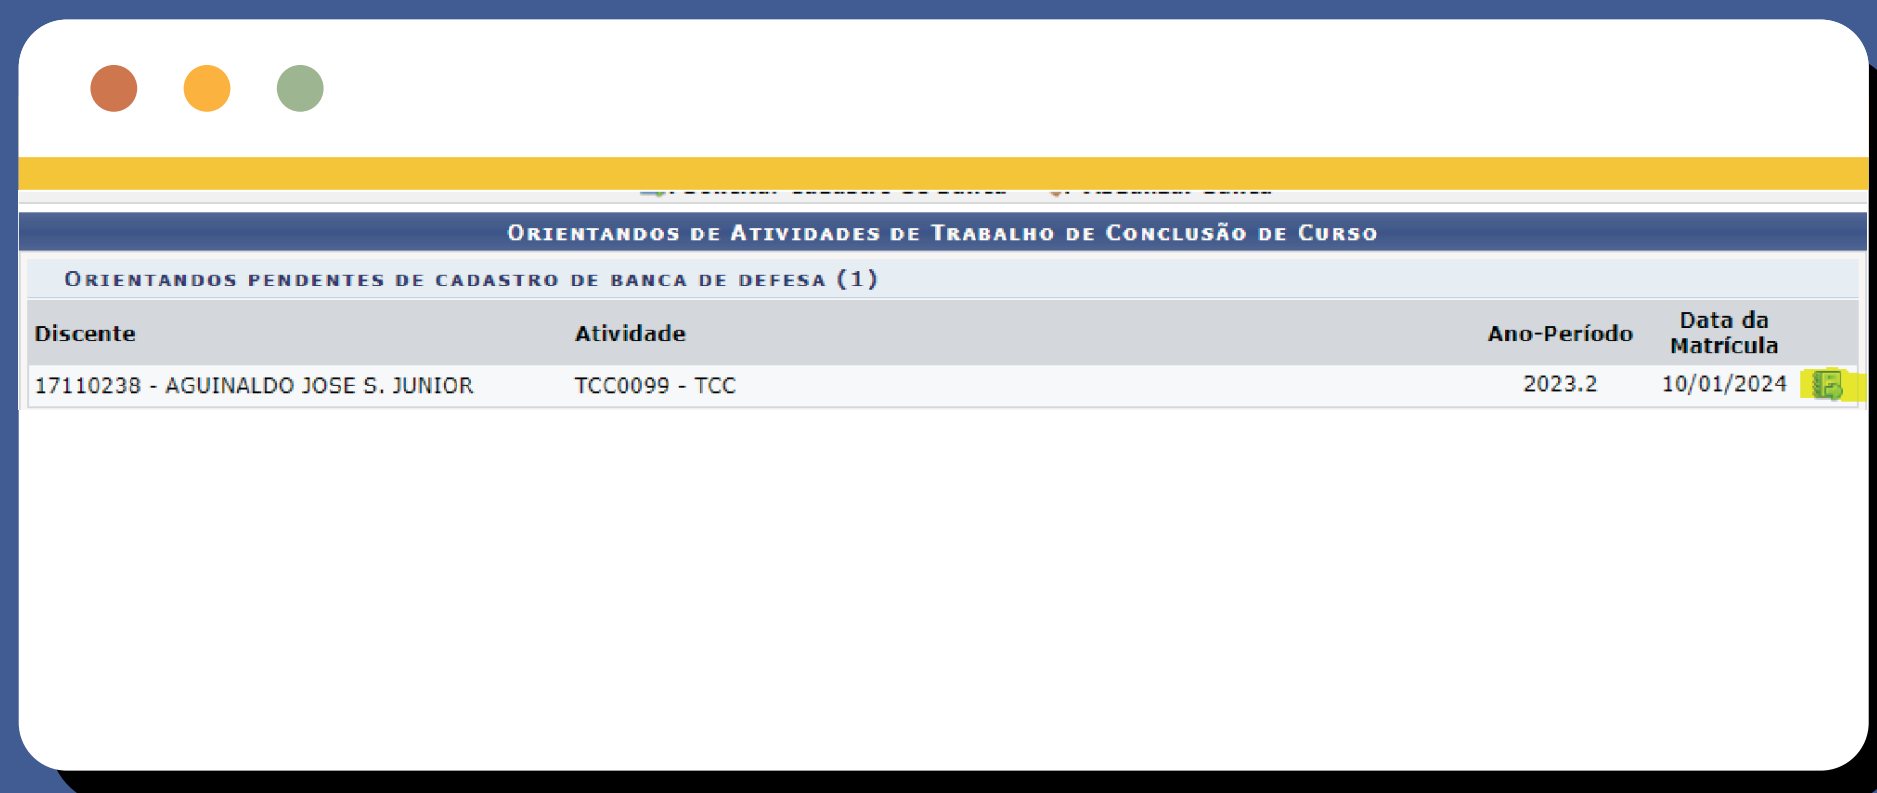 Orientandos de Atividades de Trabalho de Conclusão de Curso
Orientandos pendentes de cadastro de banca de defesa (1)
Discente Atividade Ano-Período Data da Matrícula
17110238 - AGUINALDO JOSE S. JUNIOR TCC0099 - TCC 2023.2 10/01/2024